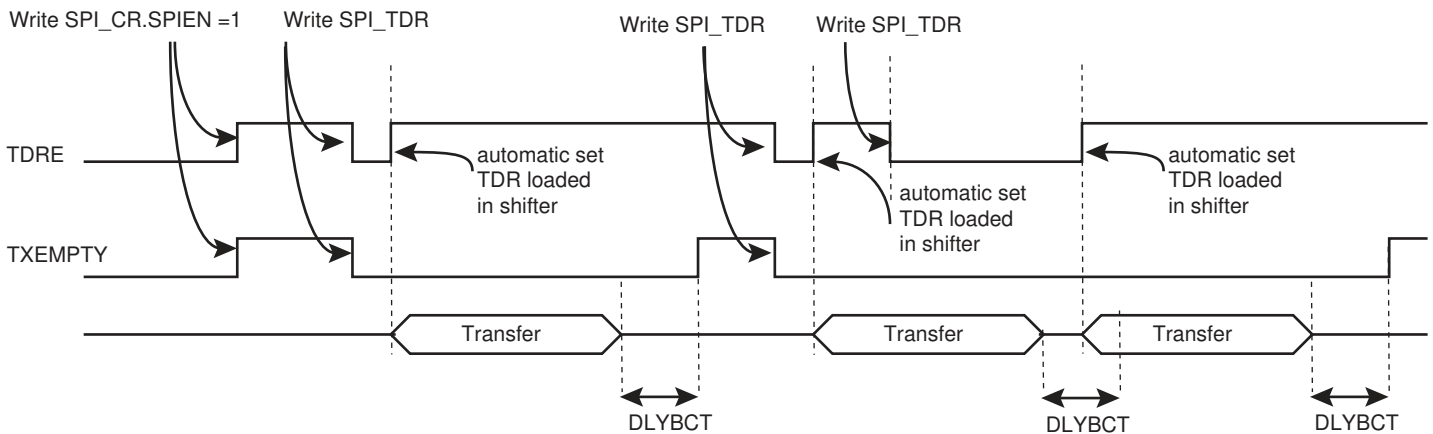 Write SPI_CR.SPIEN =1
Write SPI_TDR
Write SPI_TDR
Write SPI_TDR
TDRE
automatic set
TDR loaded
in shifter
automatic set
TDR loaded
in shifter
automatic set
TDR loaded
in shifter
TXEMPTY
Transfer
Transfer
Transfer
DLYBCT
DLYBCT
DLYBCT